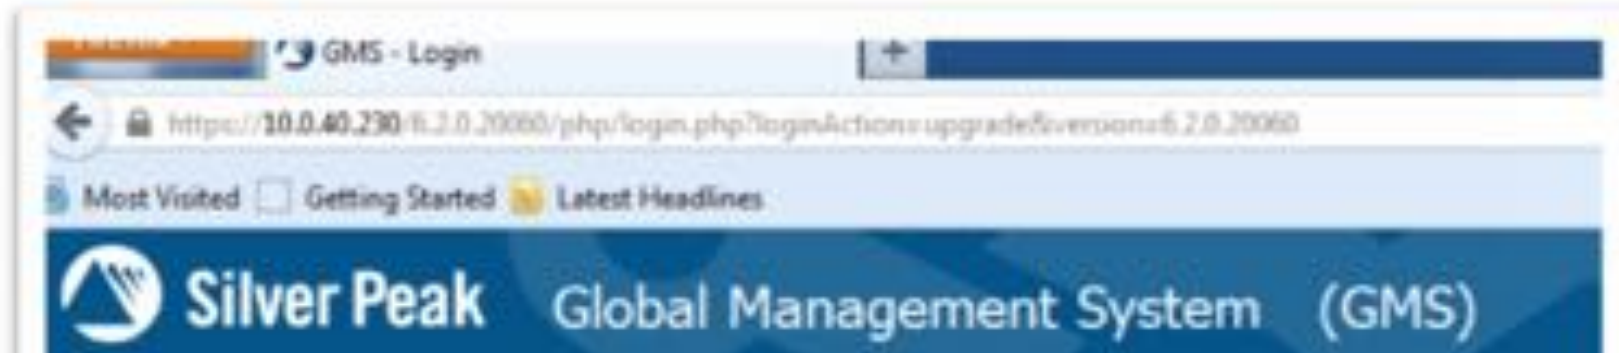 GMS - Login
https://10.0.40.230/6.2.0.20060/php/login.php?loginAction=upgrade&version=6.2.0.20060
Most Visited Getting Started Latest Headlines
Silver Peak Global Management System (GMS)